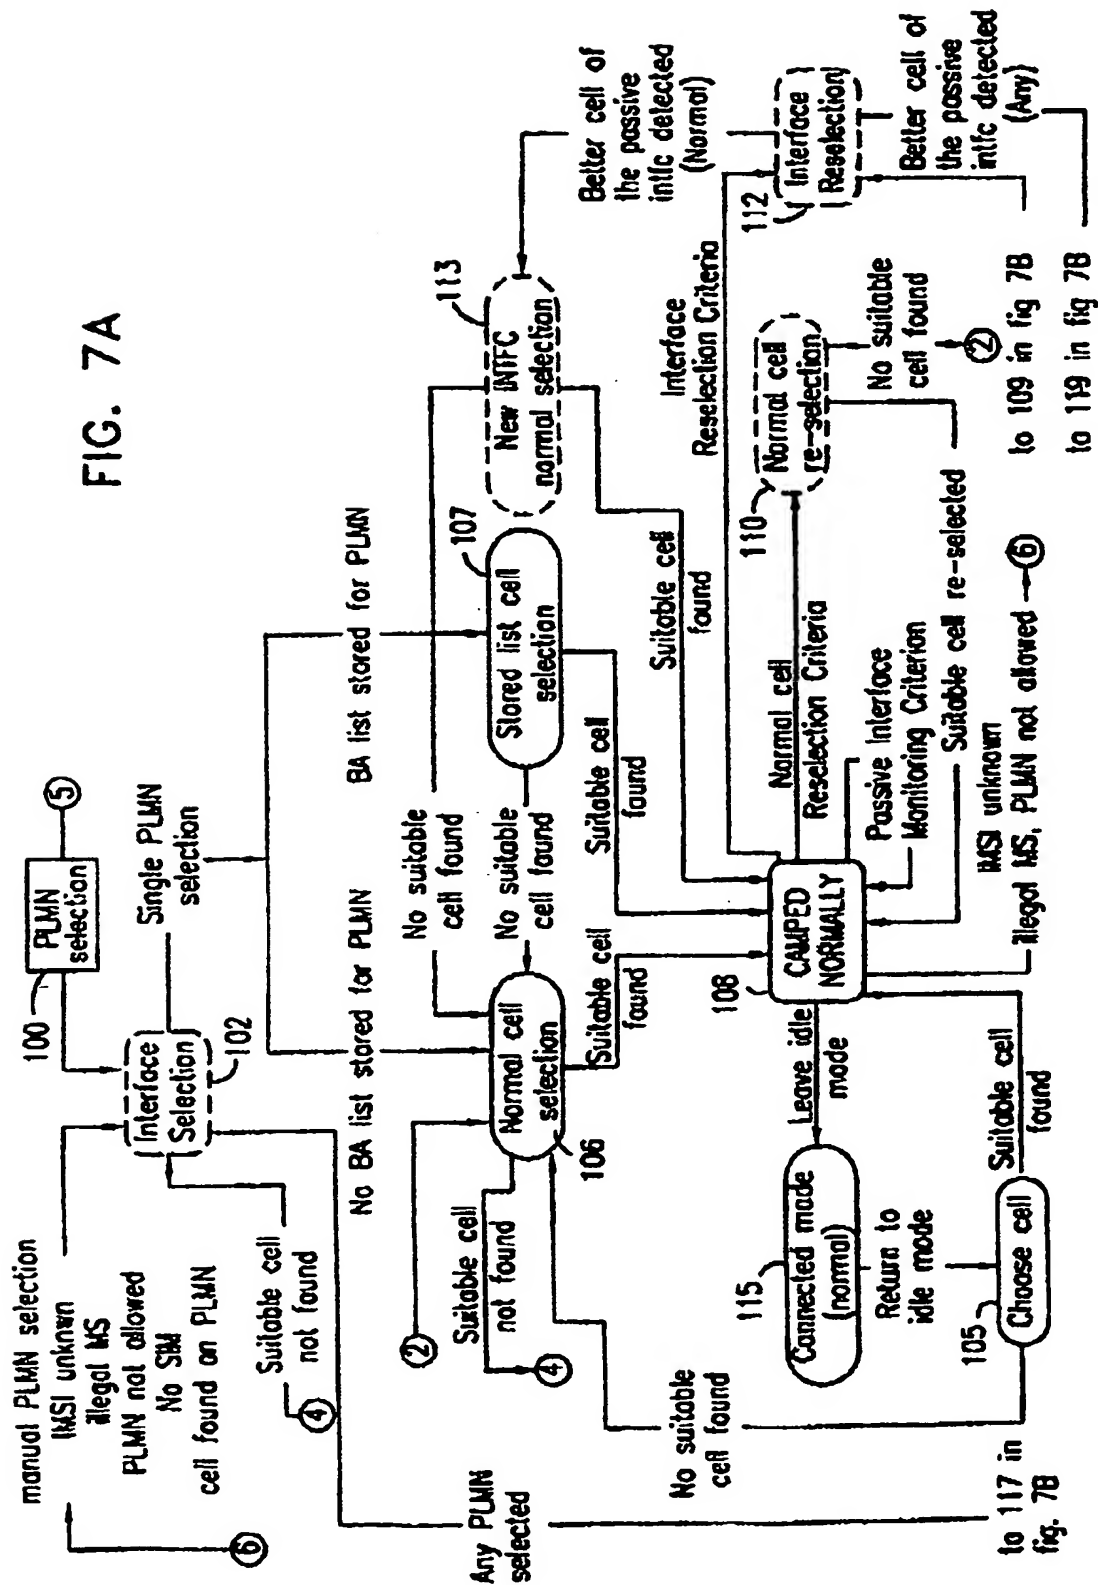 FIG. 7A
manual PLMN selection
IMSI unknown
illegal MS
PLMN not allowed
No SIM
cell found on PLMN
6
100
PLMN
selection
5
Interface
Selection
102
Single PLMN
selection
Suitable cell
not found
4
Any PLMN
selected
to 117 in
fig. 7B
No BA list stored for PLMN
BA list stored for PLMN
2
Suitable cell
not found
4
Normal cell
selection
106
No suitable
cell found
No suitable
cell found
Stored list cell
selection
107
New INTFC
normal selection
113
Better cell of
the passive
intfc detected
(Normal)
Suitable cell
found
Suitable cell
found
Suitable cell
found
Interface
Reselection Criteria
112
Interface
Reselection
Better cell of
the passive
intfc detected
(Any)
No suitable
cell found
115
Connected mode
(normal)
Leave idle
mode
108
CAMPED
NORMALLY
Normal cell
Reselection Criteria
110
Normal cell
re-selection
No suitable
cell found
2
Passive Interface
Monitoring Criterion
Suitable cell re-selected
IMSI unknown
illegal MS, PLMN not allowed
6
Return to
idle mode
105
Choose cell
Suitable cell
found
to 109 in fig 7B
to 119 in fig 7B